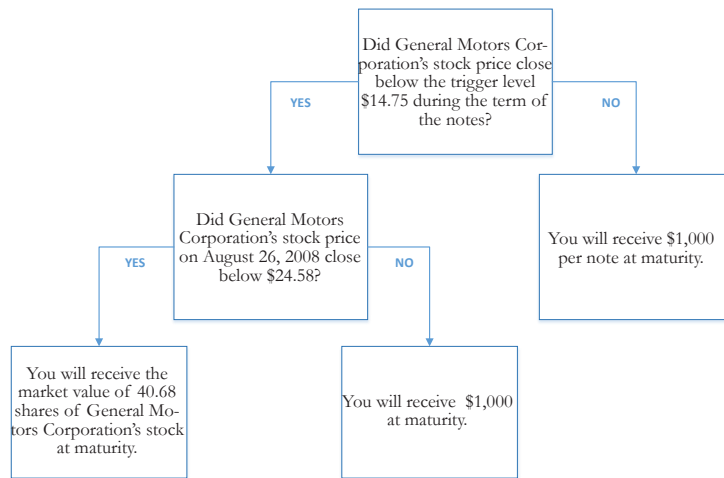 Did General Motors Cor-
poration's stock price close
below the trigger level
$14.75 during the term of
the notes?
YES
NO
Did General Motors
Corporation's stock price
on August 26, 2008 close
below $24.58?
You will receive $1,000
per note at maturity.
YES
NO
You will receive the
market value of 40.68
shares of General Mo-
tors Corporation's stock
at maturity.
You will receive $1,000
at maturity.